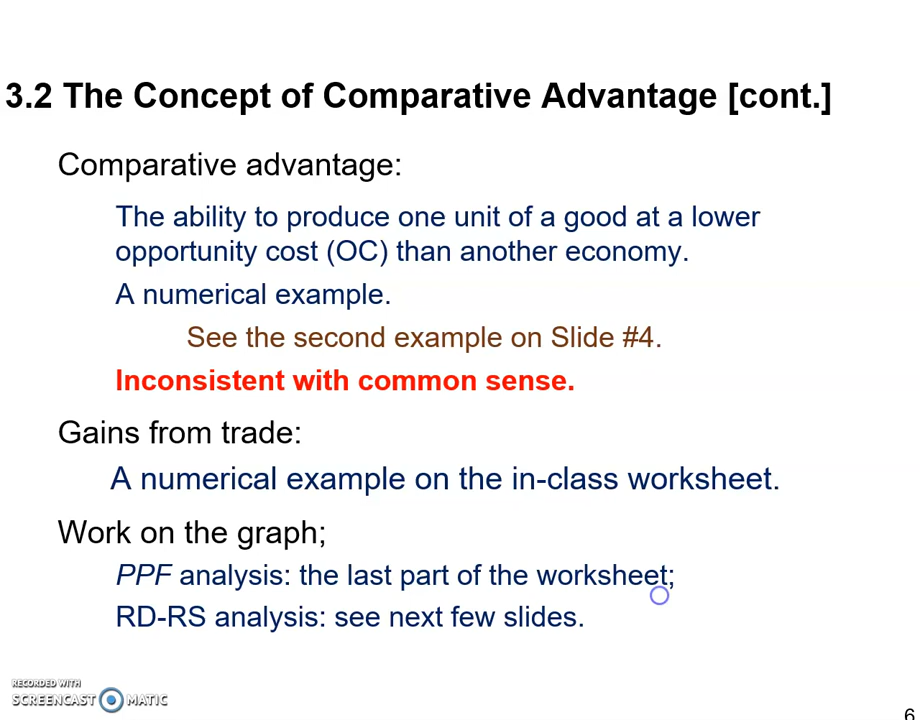 3.2 The Concept of Comparative Advantage [cont.]
Comparative advantage:
The ability to produce one unit of a good at a lower
opportunity cost (OC) than another economy.
A numerical example.
See the second example on Slide #4.
Inconsistent with common sense.
Gains from trade:
A numerical example on the in-class worksheet.
Work on the graph;
PPF analysis: the last part of the worksheet;
RD-RS analysis: see next few slides.
RECORDED WITH
SCREENCAST MATIC
6